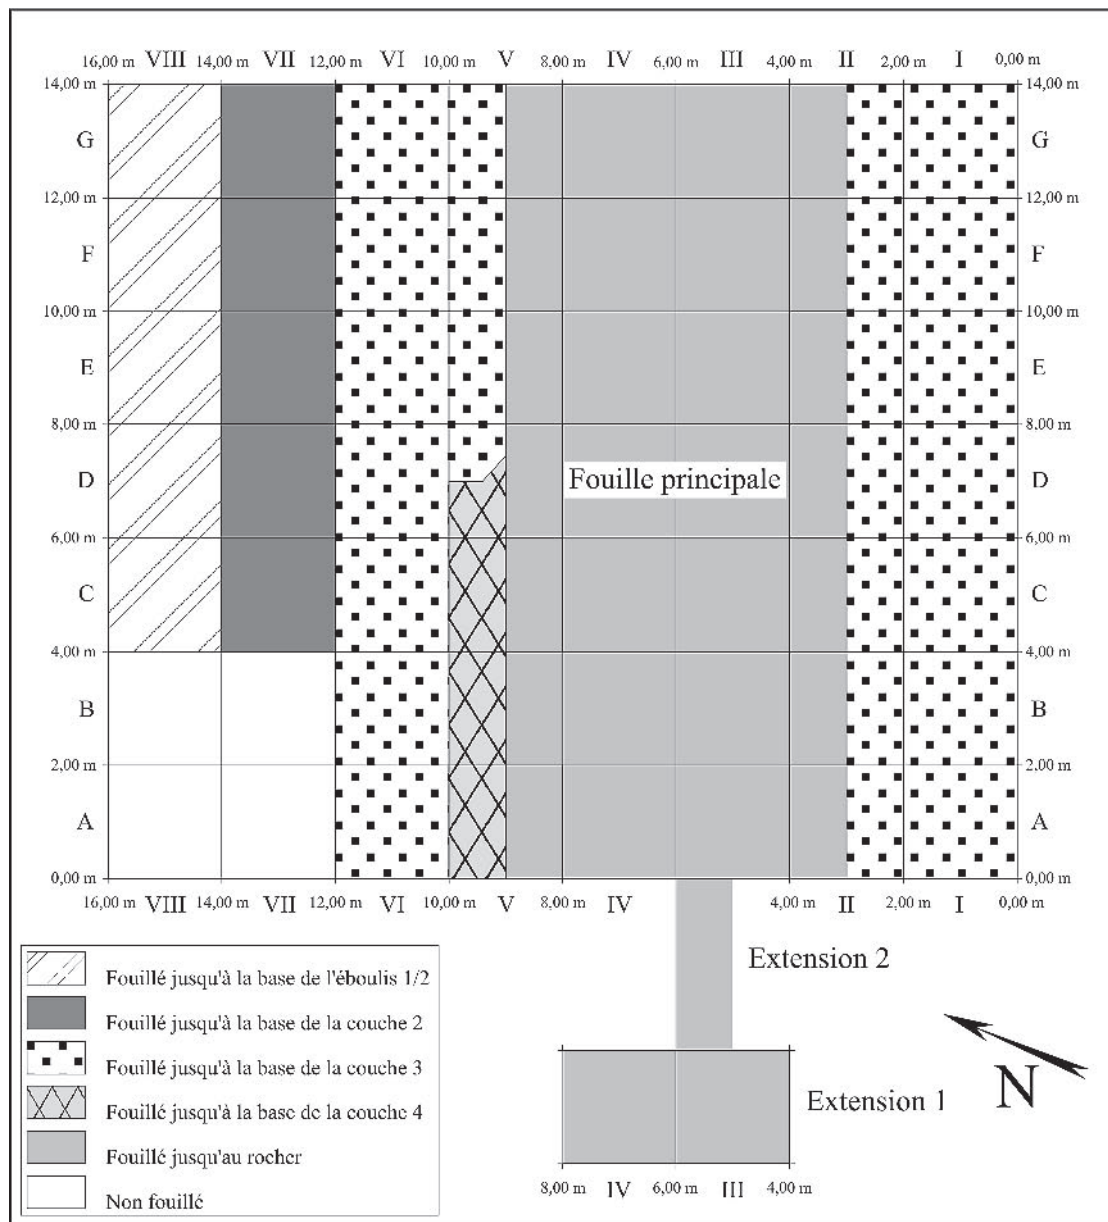 16,00 m VIII 14,00 m VII 12,00 m VI 10,00 m V 8,00 m IV 6,00 m III 4,00 m II 2,00 m I 0,00 m
14,00 m 14,00 m
G G
12,00 m 12,00 m
F F
10,00 m 10,00 m
E E
8,00 m 8,00 m
D Fouille principale D
6,00 m 6,00 m
C C
4,00 m 4,00 m
B B
2,00 m 2,00 m
A A
0,00 m 0,00 m
16,00 m VIII 14,00 m VII 12,00 m VI 10,00 m V 8,00 m IV 4,00 m II 2,00 m I 0,00 m
Extension 2
Extension 1
N
8,00 m IV 6,00 m III 4,00 m
Fouillé jusqu'à la base de l'éboulis 1/2
Fouillé jusqu'à la base de la couche 2
Fouillé jusqu'à la base de la couche 3
Fouillé jusqu'à la base de la couche 4
Fouillé jusqu'au rocher
Non fouillé